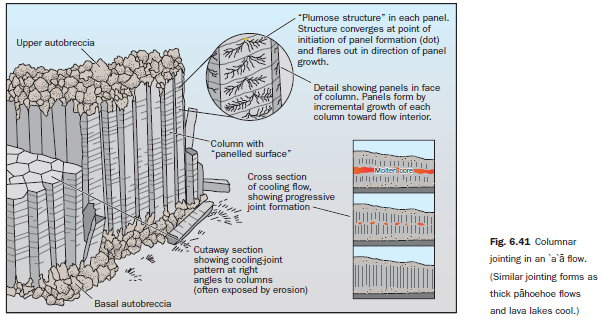 "Plumose structure" in each panel.
Structure converges at point of
initiation of panel formation (dot)
and flares out in direction of panel
growth.
Upper autobreccia
Detail showing panels in face
of column. Panels form by
incremental growth of each
column toward flow interior.
Column with
"panelled surface"
Molten core
Cross section
of cooling flow,
showing progressive
joint formation
Cutaway section
showing cooling-joint
pattern at right
angles to columns
(often exposed by erosion)
Basal autobreccia
Fig. 6.41 Columnar
jointing in an `a`ā flow.
(Similar jointing forms as
thick pāhoehoe flows
and lava lakes cool.)